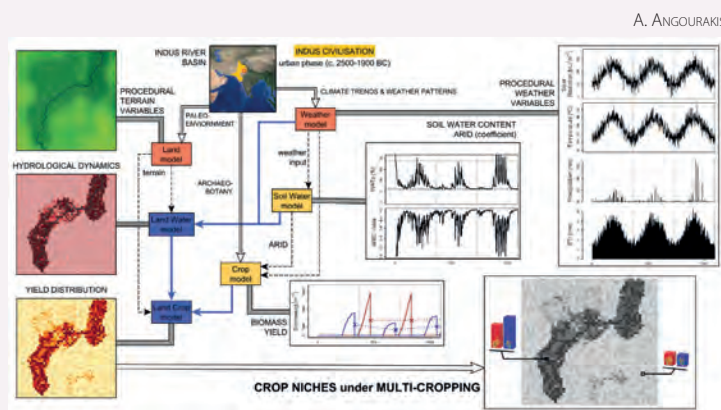 A. ANGOURAKIS
INDUS RIVER
BASIN
INDUS CIVILISATION
urban phase (c. 2500-1900 BC)
PROCEDURAL
TERRAIN
VARIABLES
CLIMATE TRENDS & WEATHER PATTERNS
PROCEDURAL
WEATHER
VARIABLES
PALEO-
ENVIRONMENT
Weather
model
SOIL WATER CONTENT
ARID (coefficient)
Land
model
HYDROLOGICAL DYNAMICS
terrain
weather
input
ARCHAEO-
BOTANY
Soil Water
model
Land Water
model
ARID
Crop
model
YIELD DISTRIBUTION
Land Crop
model
BIOMASS
YIELD
CROP NICHES under MULTI-CROPPING